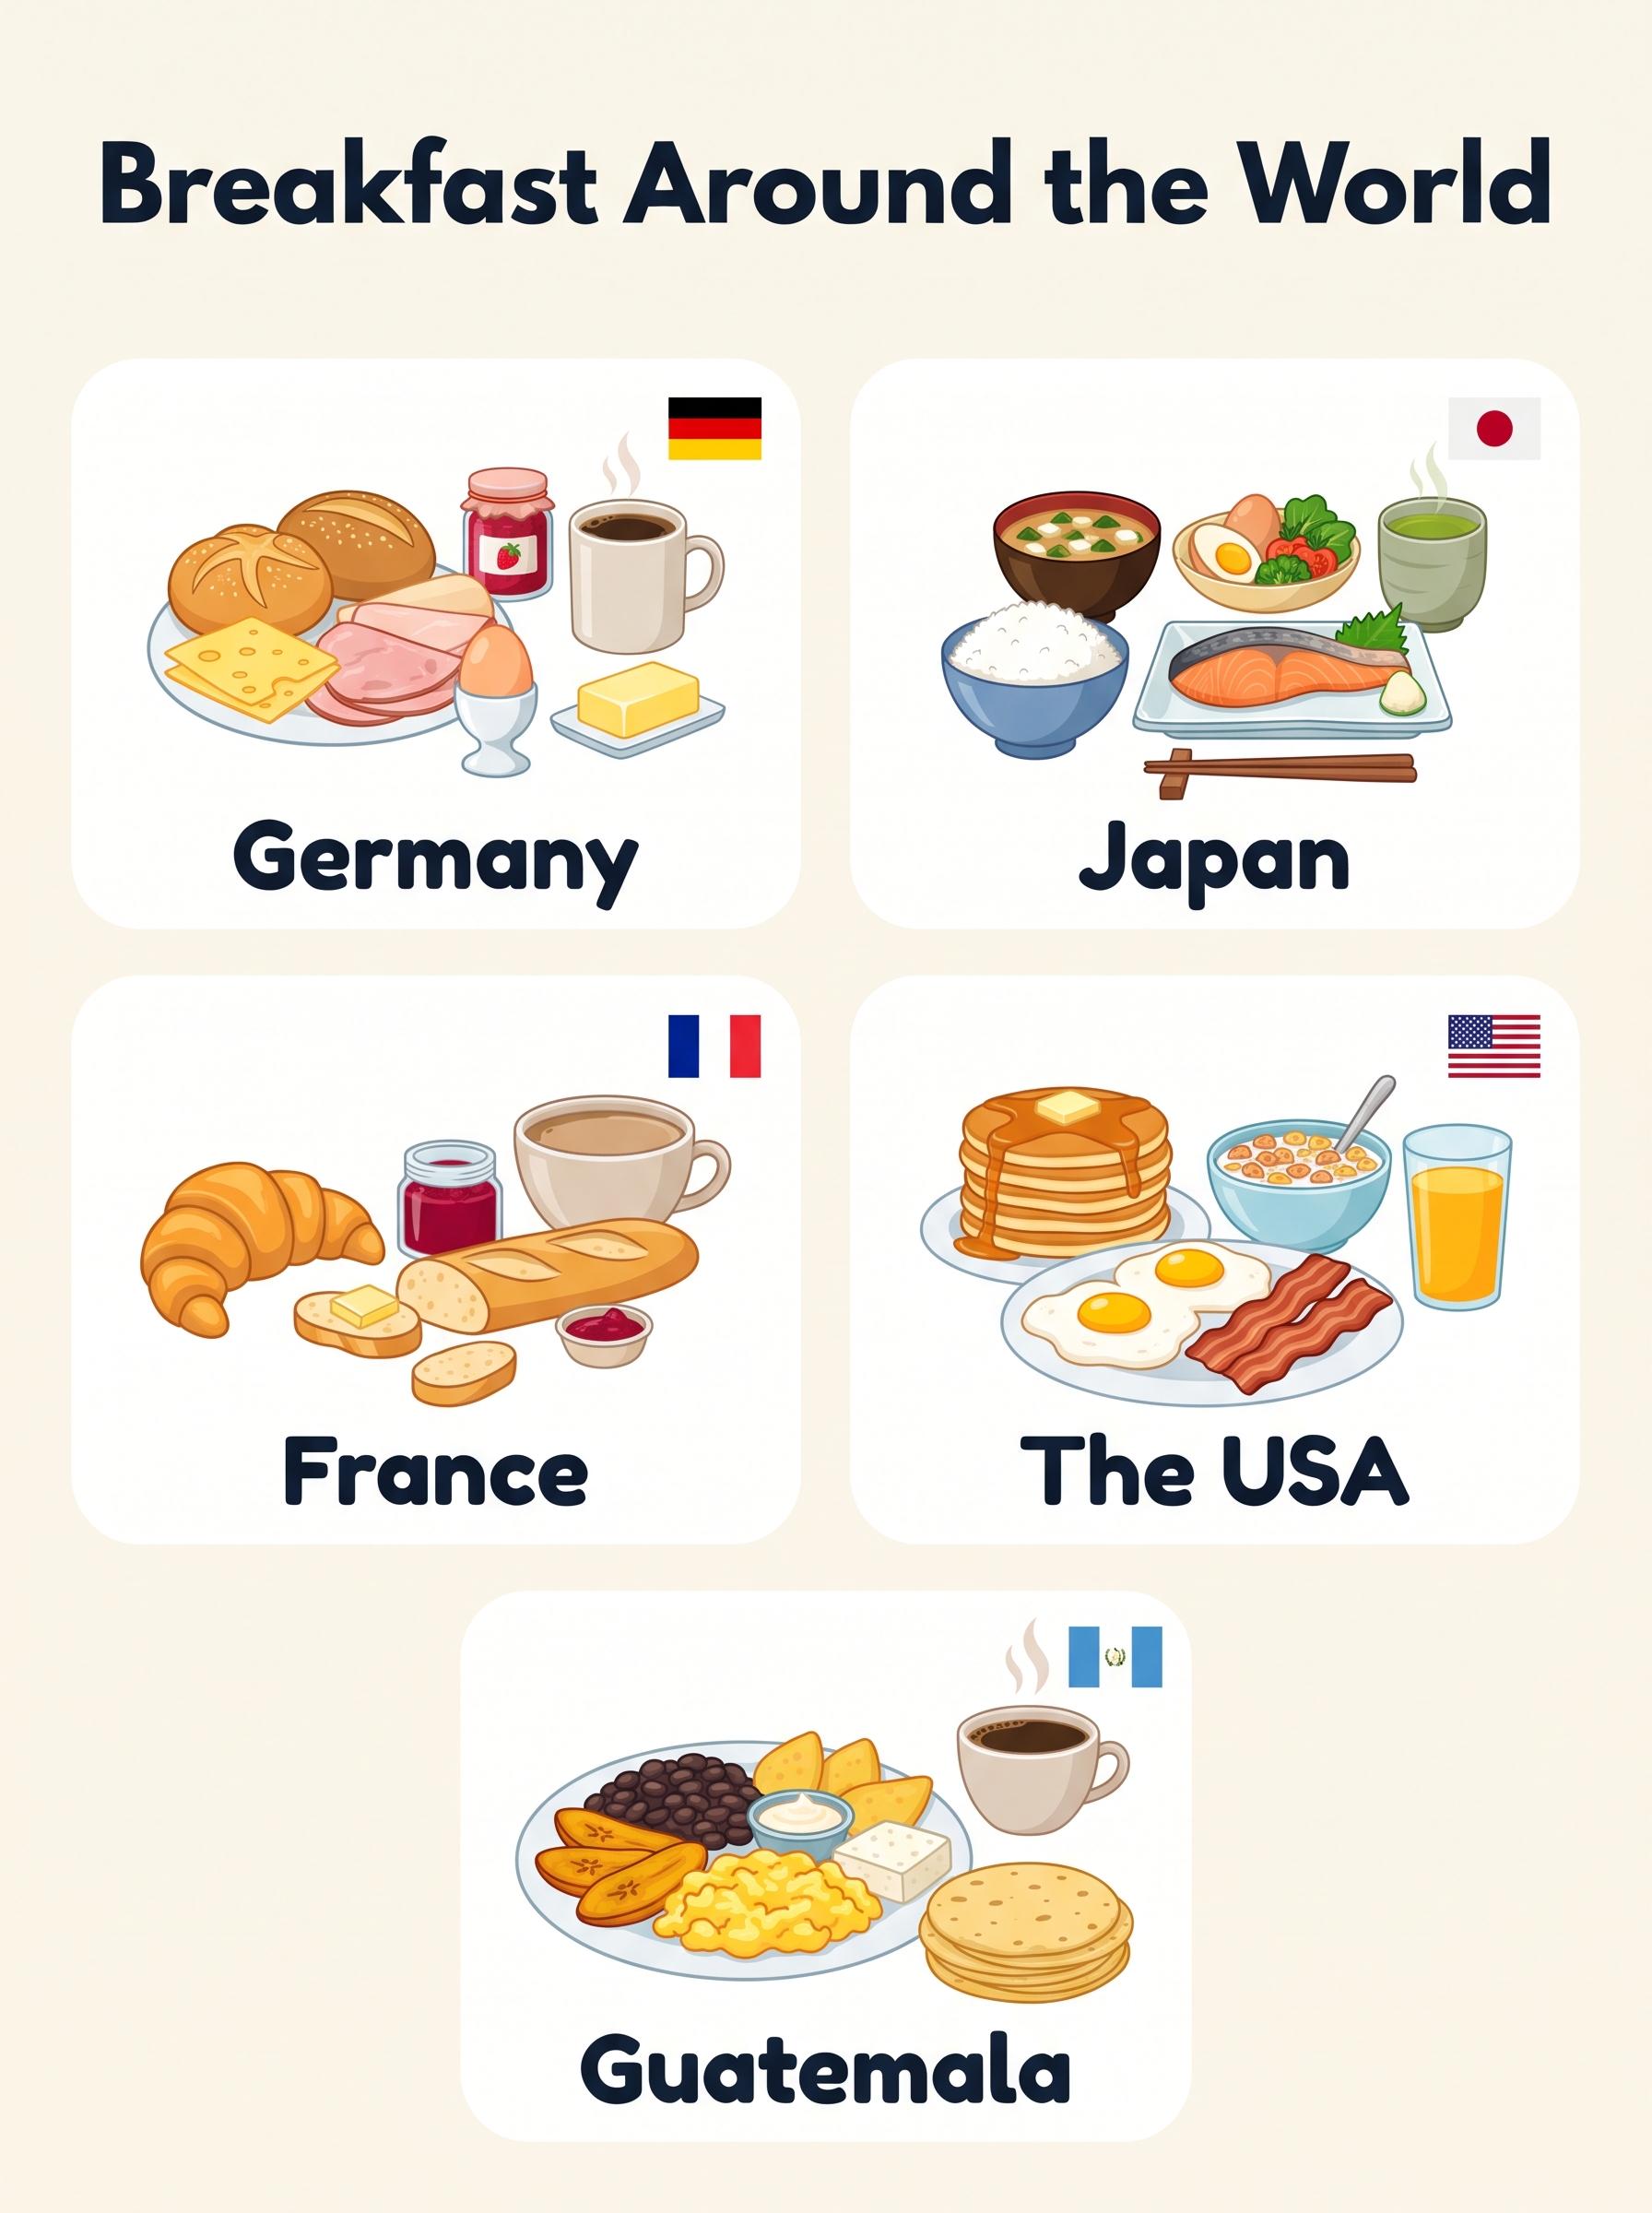 Breakfast Around the World
Germany
Japan
France
The USA
Guatemala